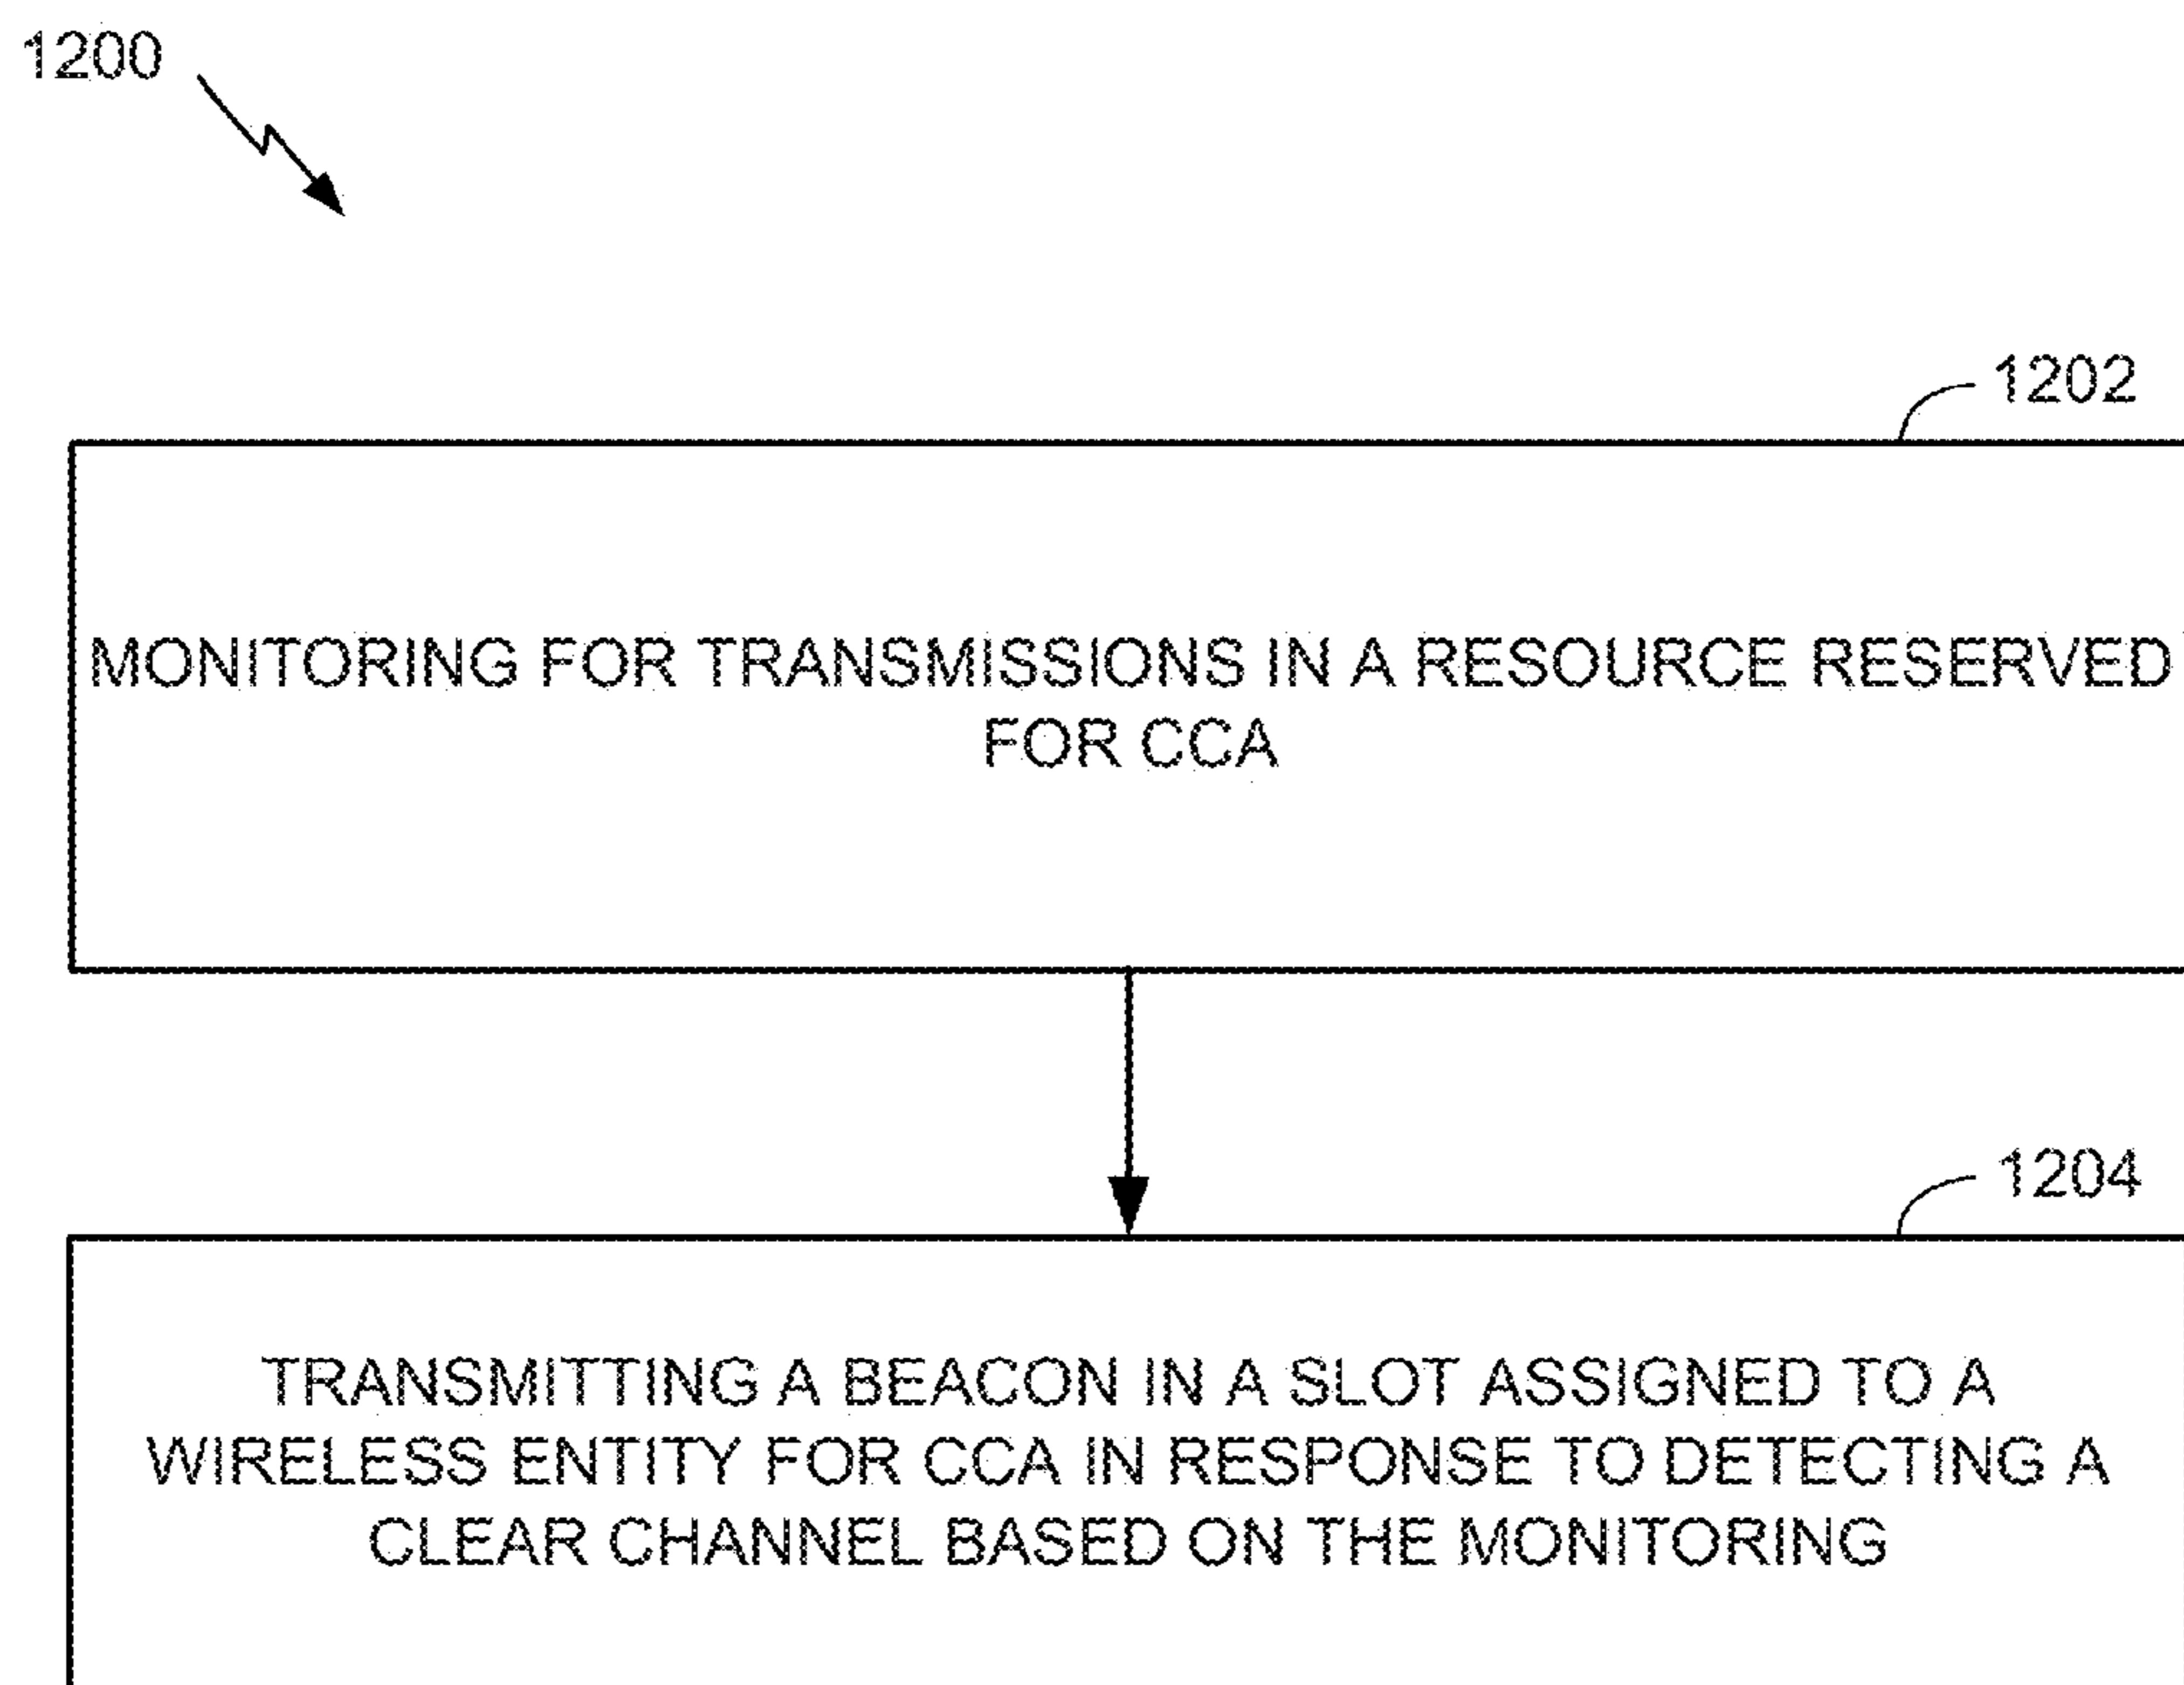 1200
1202
MONITORING FOR TRANSMISSIONS IN A RESOURCE RESERVED
FOR CCA
1204
TRANSMITTING A BEACON IN A SLOT ASSIGNED TO A
WIRELESS ENTITY FOR CCA IN RESPONSE TO DETECTING A
CLEAR CHANNEL BASED ON THE MONITORING